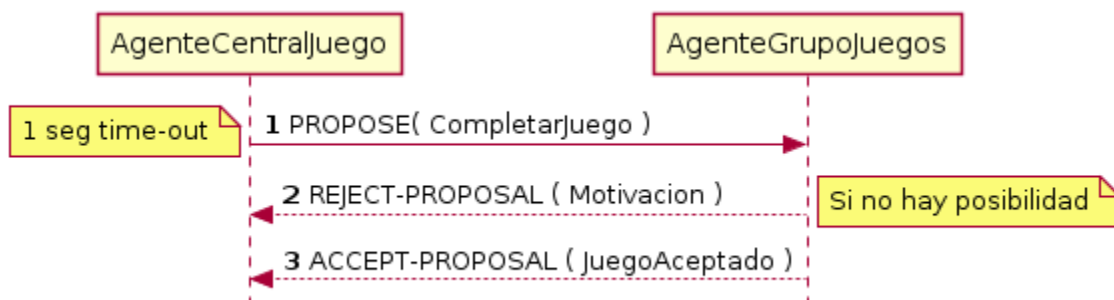 AgenteCentralJuego
AgenteGrupoJuegos
1 seg time-out
1 PROPOSE( CompletarJuego )
2 REJECT-PROPOSAL ( Motivacion )
Si no hay posibilidad
3 ACCEPT-PROPOSAL ( JuegoAceptado )